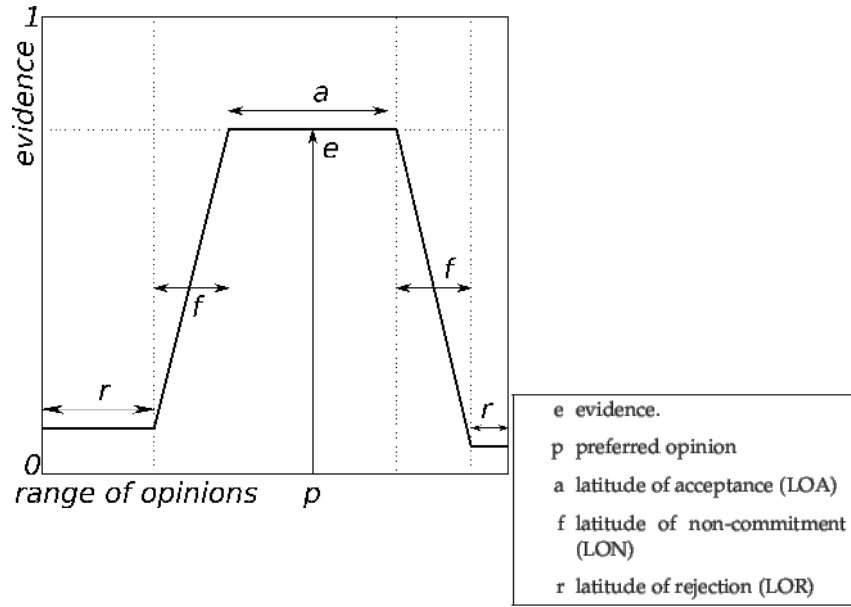 1
evidence
a
e
f
f
r
r
0
range of opinions
p
e evidence.
p preferred opinion
a latitude of acceptance (LOA)
f latitude of non-commitment
(LON)
r latitude of rejection (LOR)